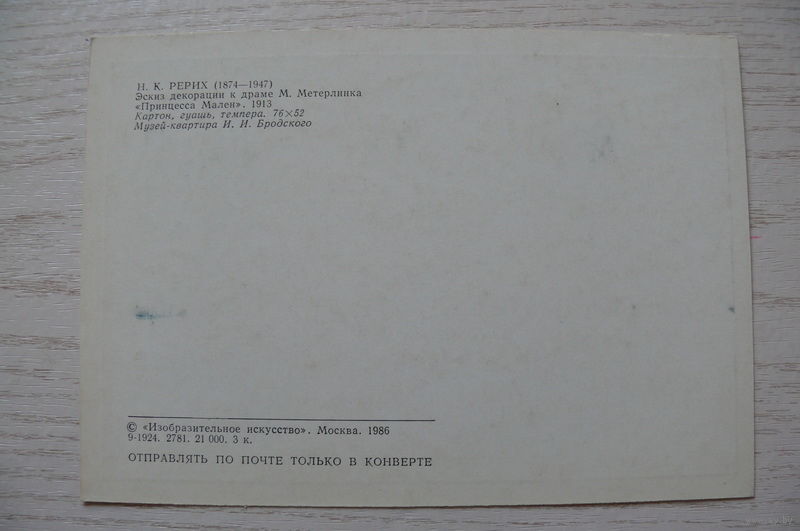 Н. К. РЕРИХ (1874—1947)
Эскиз декорации к драме М. Метерлинка
«Принцесса Мален». 1913
Картон, гуашь, темпера. 76×52
Музей-квартира И. И. Бродского
© «Изобразительное искусство». Москва. 1986
9-1924. 2781. 21 000. 3 к.
ОТПРАВЛЯТЬ ПО ПОЧТЕ ТОЛЬКО В КОНВЕРТЕ